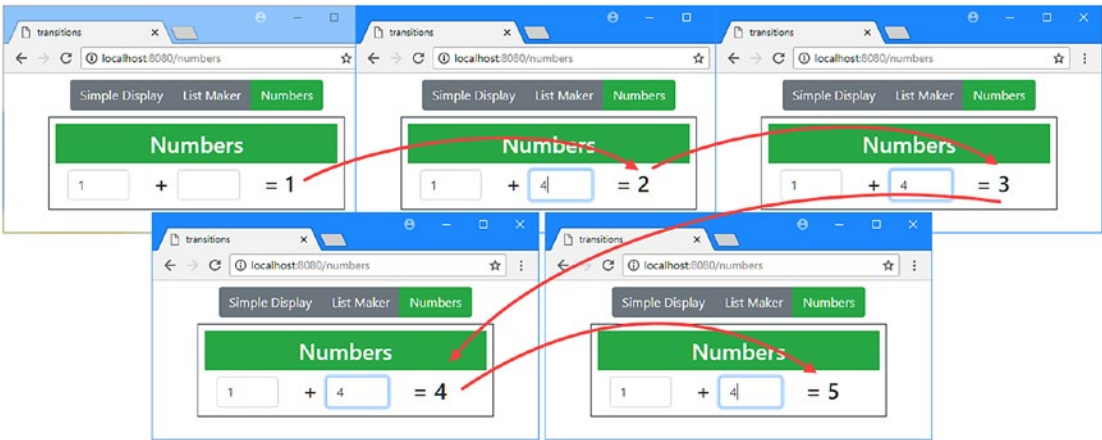 transitions
localhost:8080/numbers
Simple Display List Maker Numbers
Numbers
1 + = 1
transitions
localhost:8080/numbers
Simple Display List Maker Numbers
Numbers
1 + 4 = 2
transitions
localhost:8080/numbers
Simple Display List Maker Numbers
Numbers
1 + 4 = 3
transitions
localhost:8080/numbers
Simple Display List Maker Numbers
Numbers
1 + 4 = 4
transitions
localhost:8080/numbers
Simple Display List Maker Numbers
Numbers
1 + 4 = 5